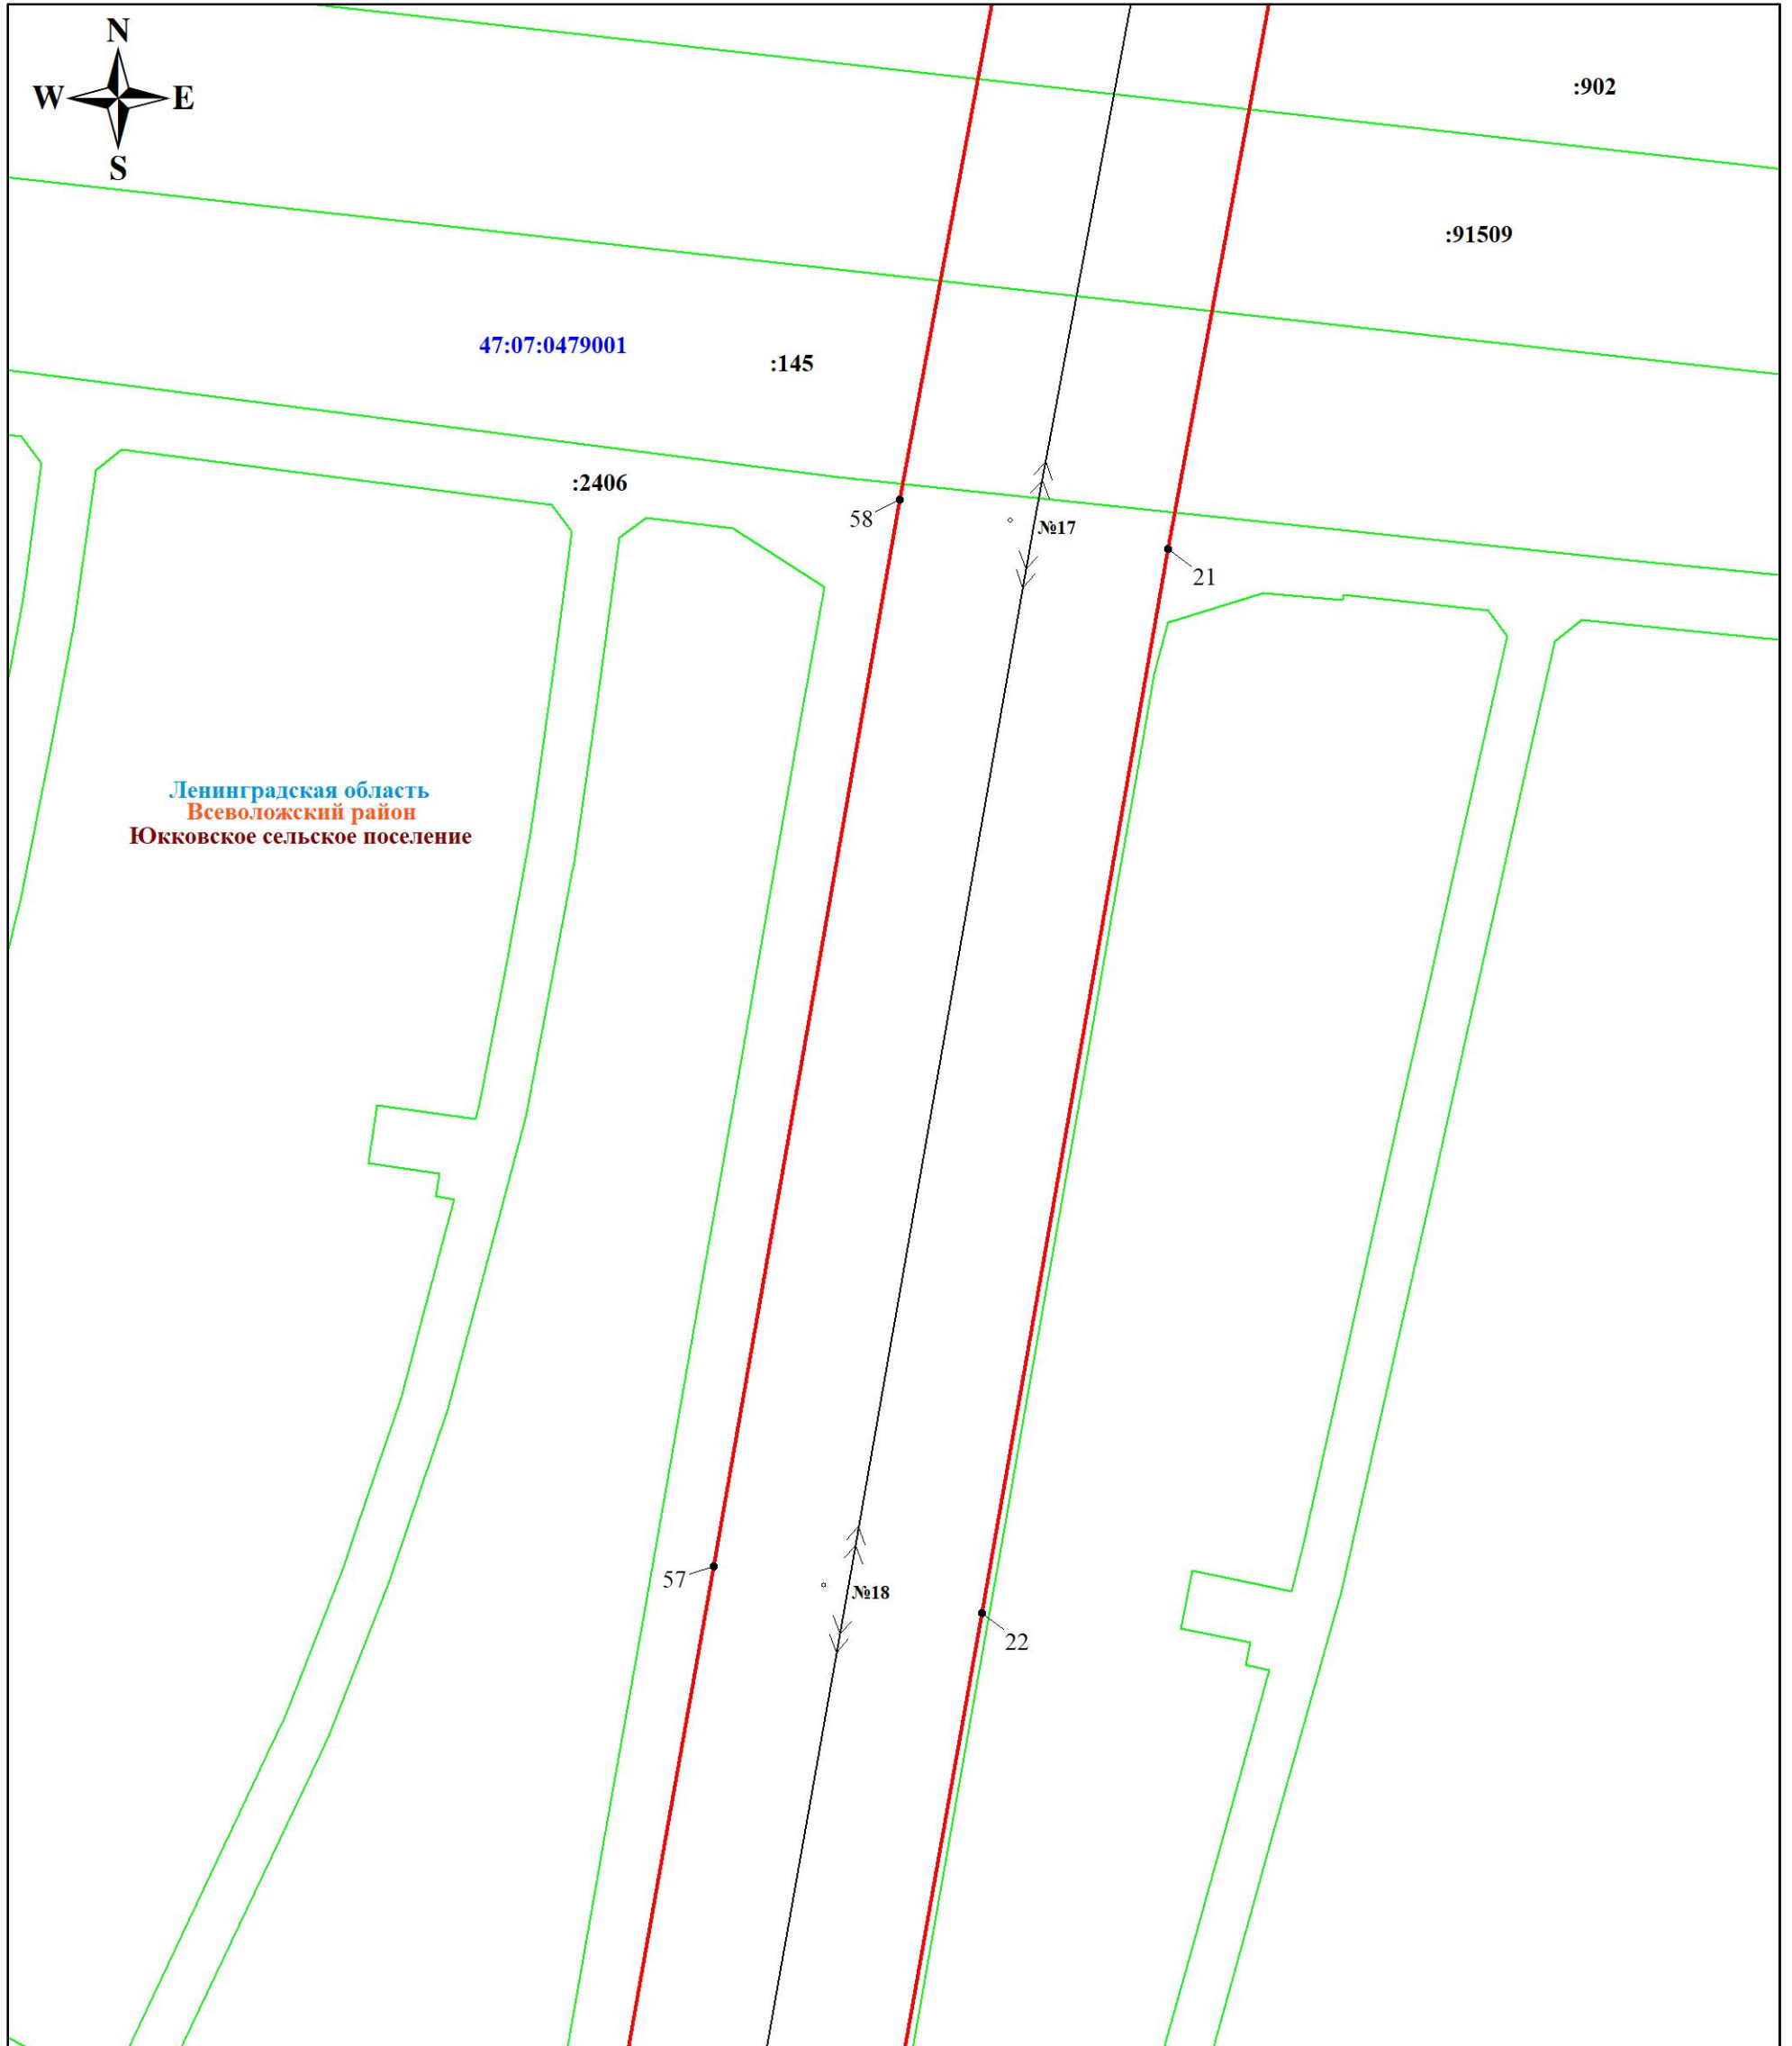 N
W E
S
:902
:91509
47:07:0479001
:145
:2406
58
№17
21
Ленинградская область
Всеволожский район
Юкковское сельское поселение
57
№18
22